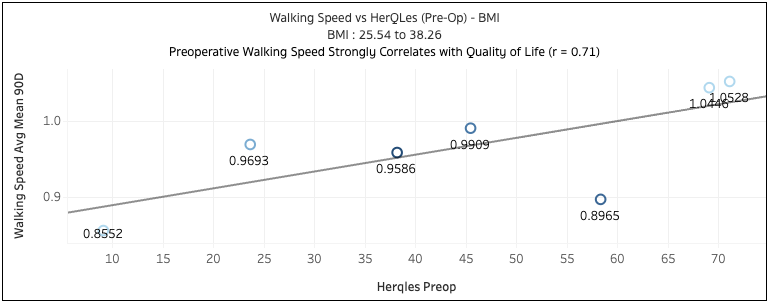 Walking Speed vs HerQLes (Pre-Op) - BMI
BMI : 25.54 to 38.26
Preoperative Walking Speed Strongly Correlates with Quality of Life (r = 0.71)
Walking Speed Avg Mean 90D
1.0
0.9
0.8552
0.9693
0.9586
0.9909
0.8965
1.0446
1.0528
10 15 20 25 30 35 40 45 50 55 60 65 70
Herqles Preop